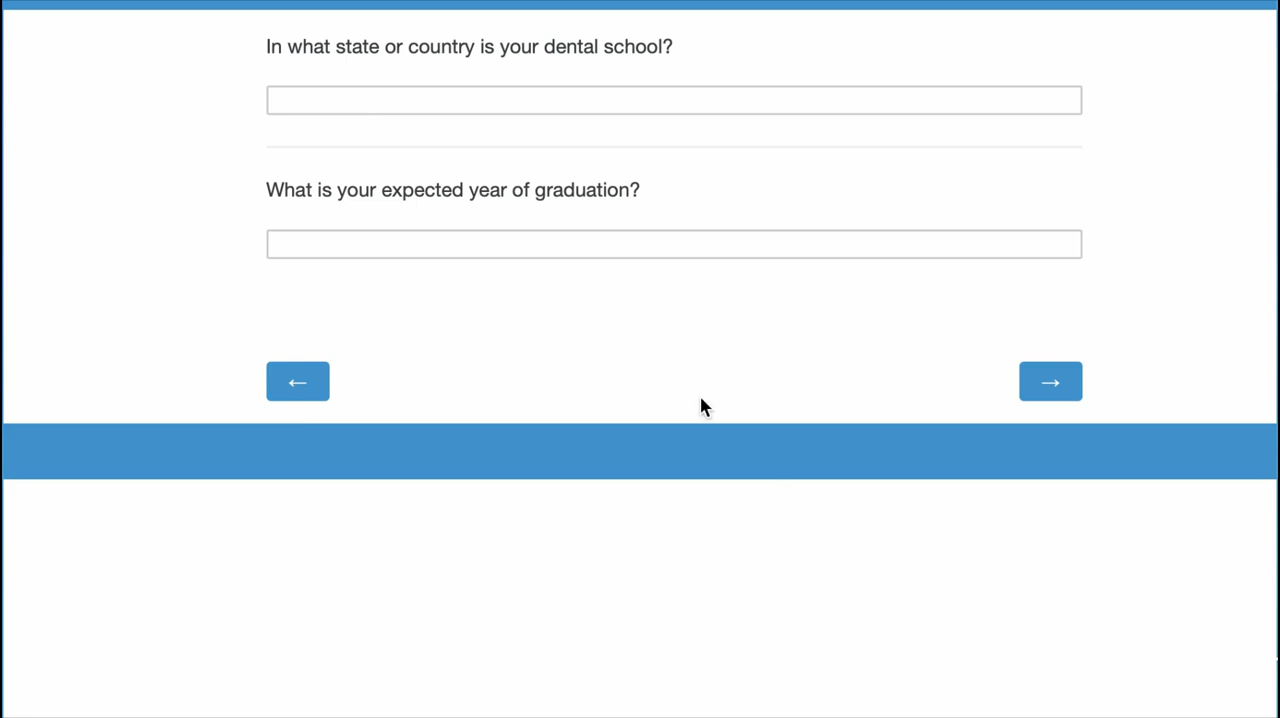 In what state or country is your dental school?
What is your expected year of graduation?
← →